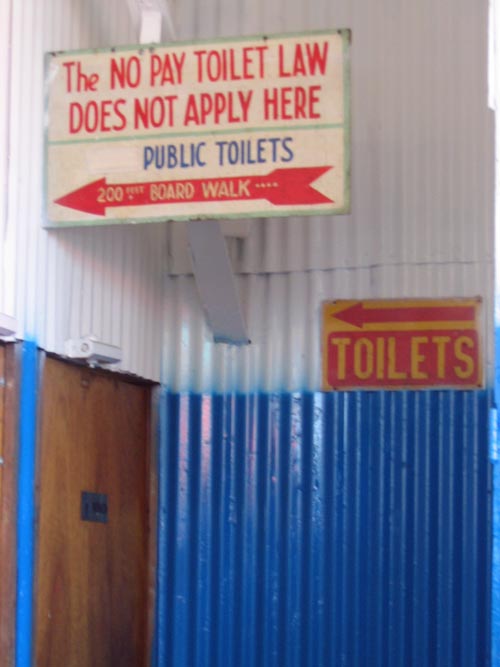 The NO PAY TOILET LAW
DOES NOT APPLY HERE
PUBLIC TOILETS
200 FEET BOARD WALK ....
TOILETS